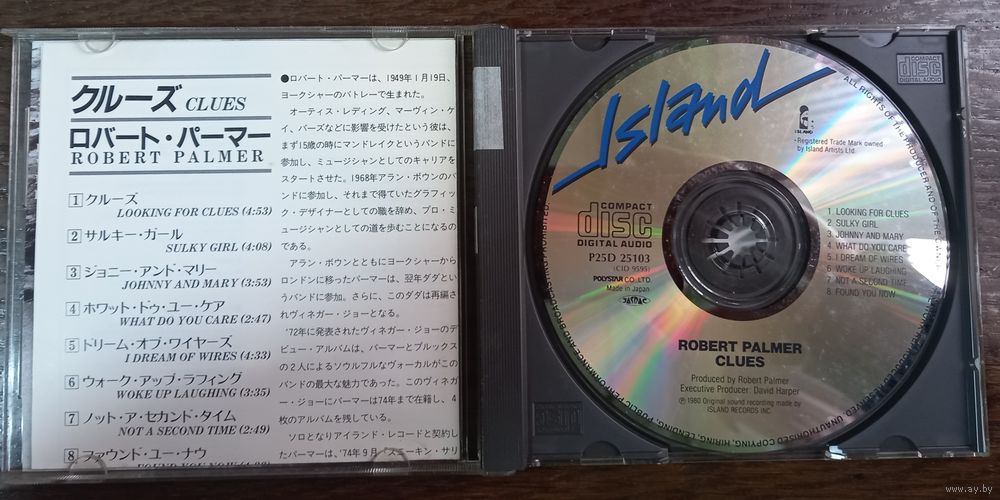 クルーズ CLUES
ロバート・パーマー
ROBERT PALMER
1 クルーズ
LOOKING FOR CLUES (4:53)
2 サルキー・ガール
SULKY GIRL (4:08)
3 ジョニー・アンド・マリー
JOHNNY AND MARY (3:53)
4 ホワット・ドゥ・ユー・ケア
WHAT DO YOU CARE (2:47)
5 ドリーム・オブ・ワイヤーズ
I DREAM OF WIRES (4:33)
6 ウォーク・アップ・ラフィング
WOKE UP LAUGHING (3:35)
7 ノット・ア・セカンド・タイム
NOT A SECOND TIME (2:49)
8 ファウンド・ユー・ナウ
●ロバート・パーマーは、1949年1月19日、
ヨークシャーのバトレーで生まれた。
オーティス・レディング、マーヴィン・ゲ
イ、バーズなどに影響を受けたという彼は、
まず15歳の時にマンドレイクというバンドに
参加し、ミュージシャンとしてのキャリアを
スタートさせた。1968年アラン・ボウンのバ
ンドに参加し、それまで得ていたグラフィッ
ク・デザイナーとしての職を辞め、プロ・ミ
ュージシャンとしての道を歩むことになるの
である。
アラン・ボウンとともにヨークシャーから
ロンドンに移ったパーマーは、翌年ダダとい
うバンドに参加。さらに、このダダは再編さ
れヴィネガー・ジョーとなる。
'72年に発表されたヴィネガー・ジョーのデ
ビュー・アルバムは、パーマーとブルックス
の2人によるソウルフルなヴォーカルがこの
バンドの最大な魅力であった。このヴィネガ
ー・ジョーにパーマーは74年まで在籍し、4
枚のアルバムを残している。
ソロとなりアイランド・レコードと契約し
たパーマーは、'74年9月『スニーキン・サリ
Island
ISLAND
• Registered Trade Mark owned
by Island Artists Ltd.
COMPACT
disc
DIGITAL AUDIO
P25D 25103
(CID 9595)
POLYSTAR CO., LTD.
Made in Japan
JASRAC
1. LOOKING FOR CLUES
2. SULKY GIRL
3. JOHNNY AND MARY
4. WHAT DO YOU CARE
5. I DREAM OF WIRES
6. WOKE UP LAUGHING
7. NOT A SECOND TIME
8. FOUND YOU NOW
ROBERT PALMER
CLUES
Produced by Robert Palmer
Executive Producer: David Harper
℗ 1980 Original sound recording made by
ISLAND RECORDS INC.
ALL RIGHTS OF THE PRODUCER AND OF THE
UNAUTHORISED COPYING, HIRING, LENDING, PUBLIC
COMPACT
disc
DIGITAL AUDIO
www.ay.by